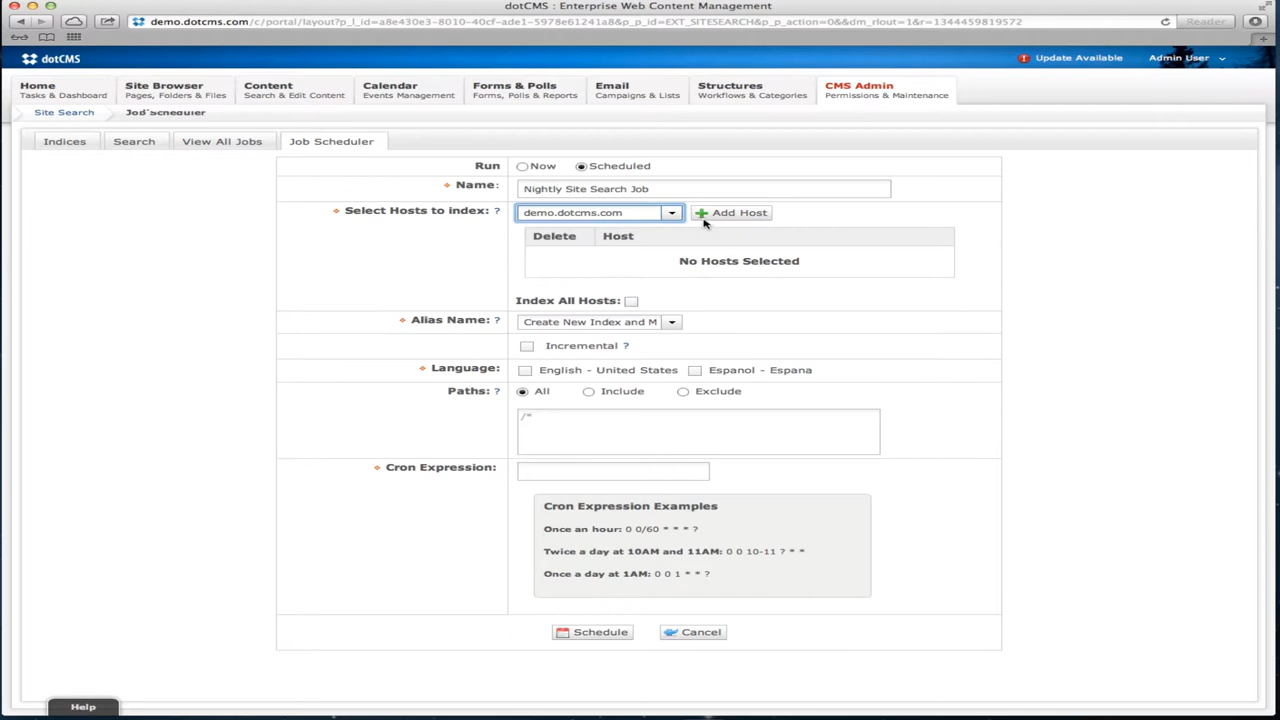 dotCMS : Enterprise Web Content Management
demo.dotcms.com/c/portal/layout?p_l_id=a8e430e3-8010-40cf-ade1-5978e61241a8&p_p_id=EXT_SITESEARCH&p_p_action=0&&dm_rlout=1&r=1344459819572
Reader
dotCMS
Update Available
Admin User
Home
Tasks & Dashboard
Site Browser
Pages, Folders & Files
Content
Search & Edit Content
Calendar
Events Management
Forms & Polls
Forms, Polls & Reports
Email
Campaigns & Lists
Structures
Workflows & Categories
CMS Admin
Permissions & Maintenance
Site Search
Job Scheduler
Indices
Search
View All Jobs
Job Scheduler
Run Now Scheduled
Name: Nightly Site Search Job
Select Hosts to index: ? demo.dotcms.com Add Host
Delete Host
No Hosts Selected
Index All Hosts:
Alias Name: ? Create New Index and M
Incremental ?
Language: English - United States Espanol - Espana
Paths: ? All Include Exclude
/*
Cron Expression:
Cron Expression Examples
Once an hour: 0 0/60 * * * ?
Twice a day at 10AM and 11AM: 0 0 10-11 ? * *
Once a day at 1AM: 0 0 1 * * ?
Schedule Cancel
Help